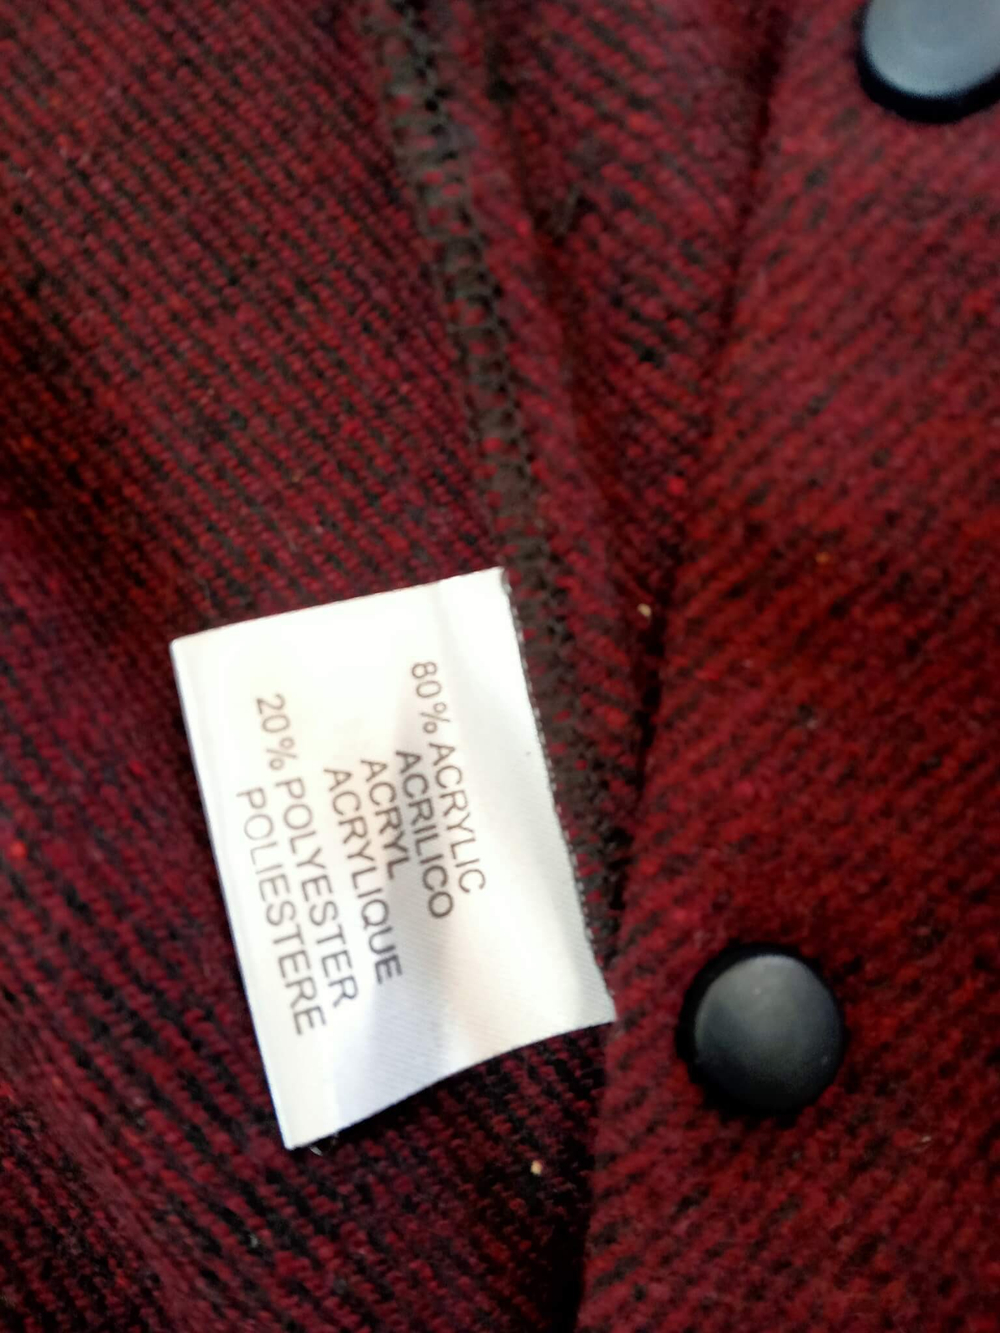 80% ACRYLIC
ACRILICO
ACRYL
ACRYLIQUE
20% POLYESTER
POLIESTERE